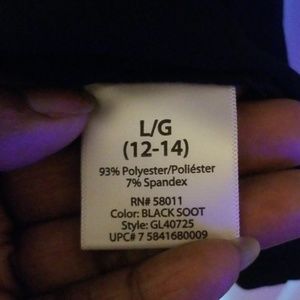 L/G
(12-14)
93% Polyester/Poliéster
7% Spandex
RN# 58011
Color: BLACK SOOT
Style: GL40725
UPC# 7 5841680009